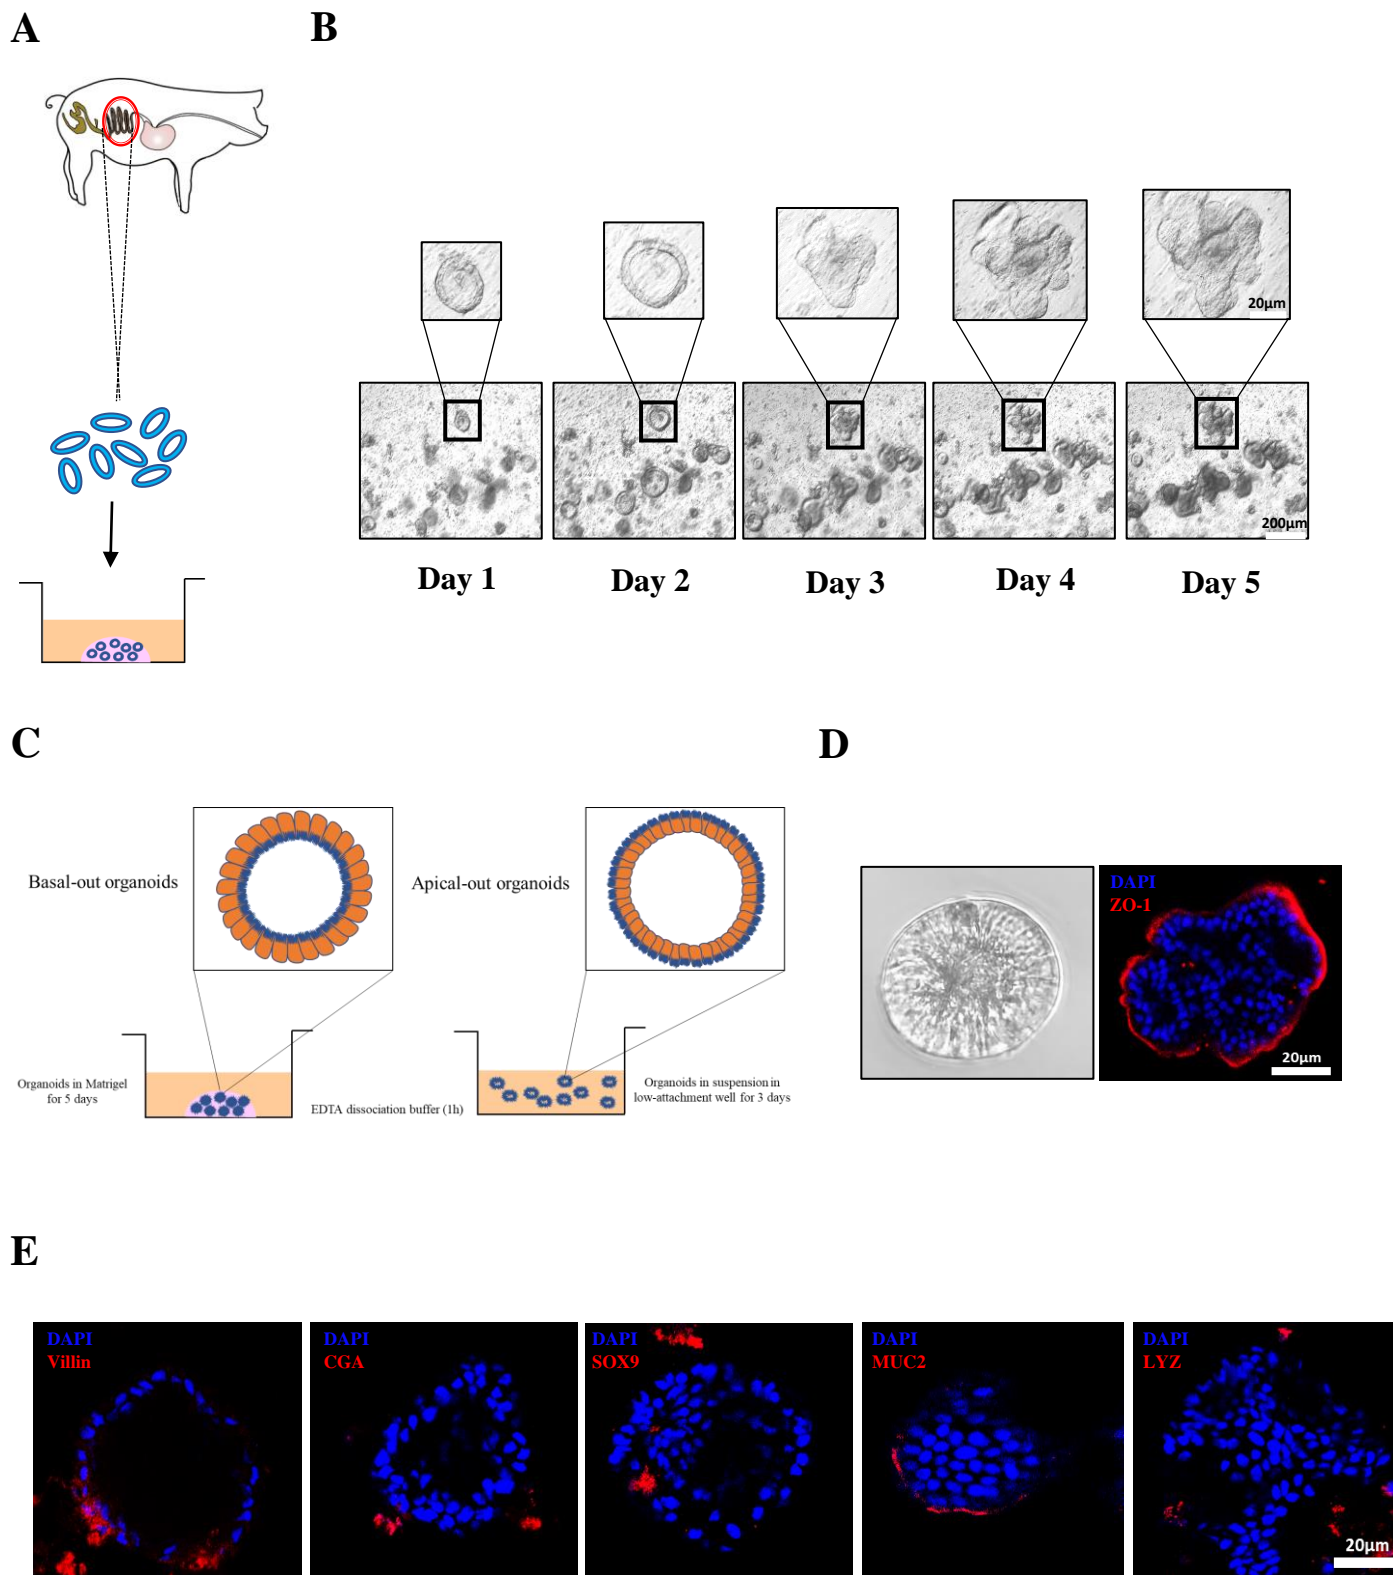 A
B
20μm
200μm
Day 1
Day 2
Day 3
Day 4
Day 5
C
D
Basal-out organoids
Apical-out organoids
Organoids in Matrigel
for 5 days
EDTA dissociation buffer (1h)
Organoids in suspension in
low-attachment well for 3 days
DAPI
ZO-1
20μm
E
DAPI
Villin
DAPI
CGA
DAPI
SOX9
DAPI
MUC2
DAPI
LYZ
20μm